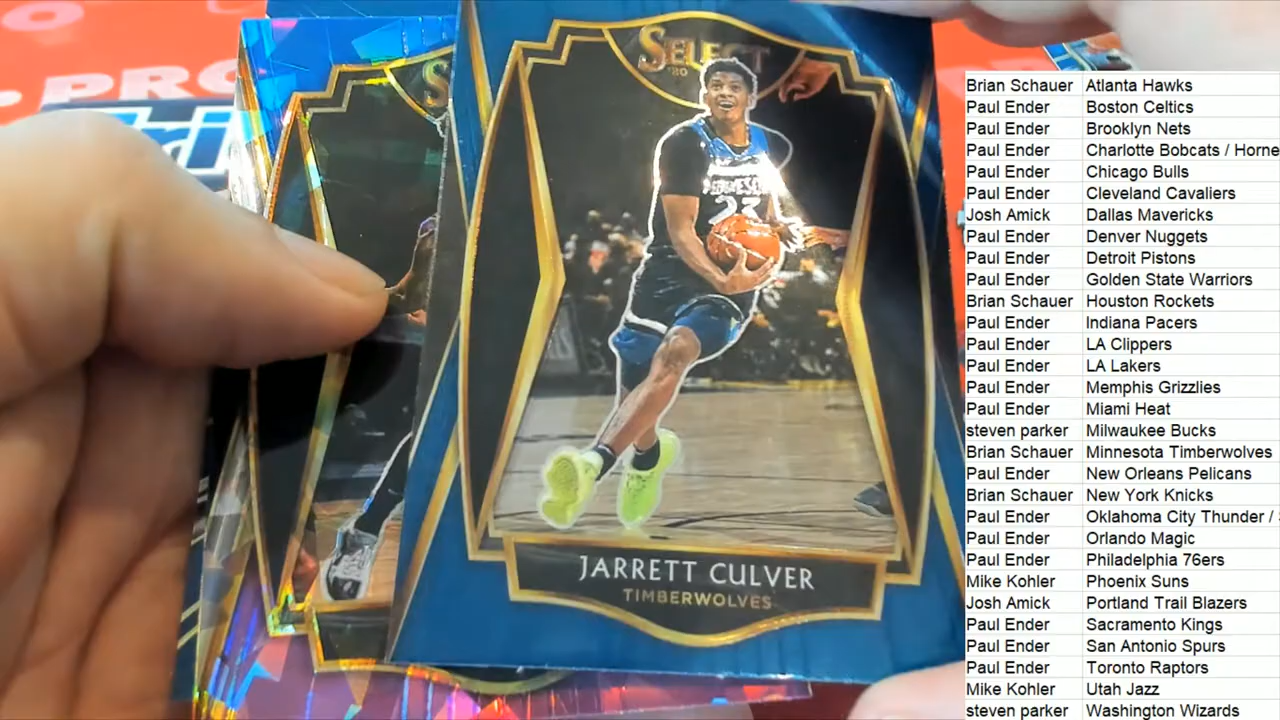 PRO
SELECT
23
JARRETT CULVER
TIMBERWOLVES
Brian Schauer Atlanta Hawks
Paul Ender Boston Celtics
Paul Ender Brooklyn Nets
Paul Ender Charlotte Bobcats / Horne
Paul Ender Chicago Bulls
Paul Ender Cleveland Cavaliers
Josh Amick Dallas Mavericks
Paul Ender Denver Nuggets
Paul Ender Detroit Pistons
Paul Ender Golden State Warriors
Brian Schauer Houston Rockets
Paul Ender Indiana Pacers
Paul Ender LA Clippers
Paul Ender LA Lakers
Paul Ender Memphis Grizzlies
Paul Ender Miami Heat
steven parker Milwaukee Bucks
Brian Schauer Minnesota Timberwolves
Paul Ender New Orleans Pelicans
Brian Schauer New York Knicks
Paul Ender Oklahoma City Thunder /
Paul Ender Orlando Magic
Paul Ender Philadelphia 76ers
Mike Kohler Phoenix Suns
Josh Amick Portland Trail Blazers
Paul Ender Sacramento Kings
Paul Ender San Antonio Spurs
Paul Ender Toronto Raptors
Mike Kohler Utah Jazz
steven parker Washington Wizards